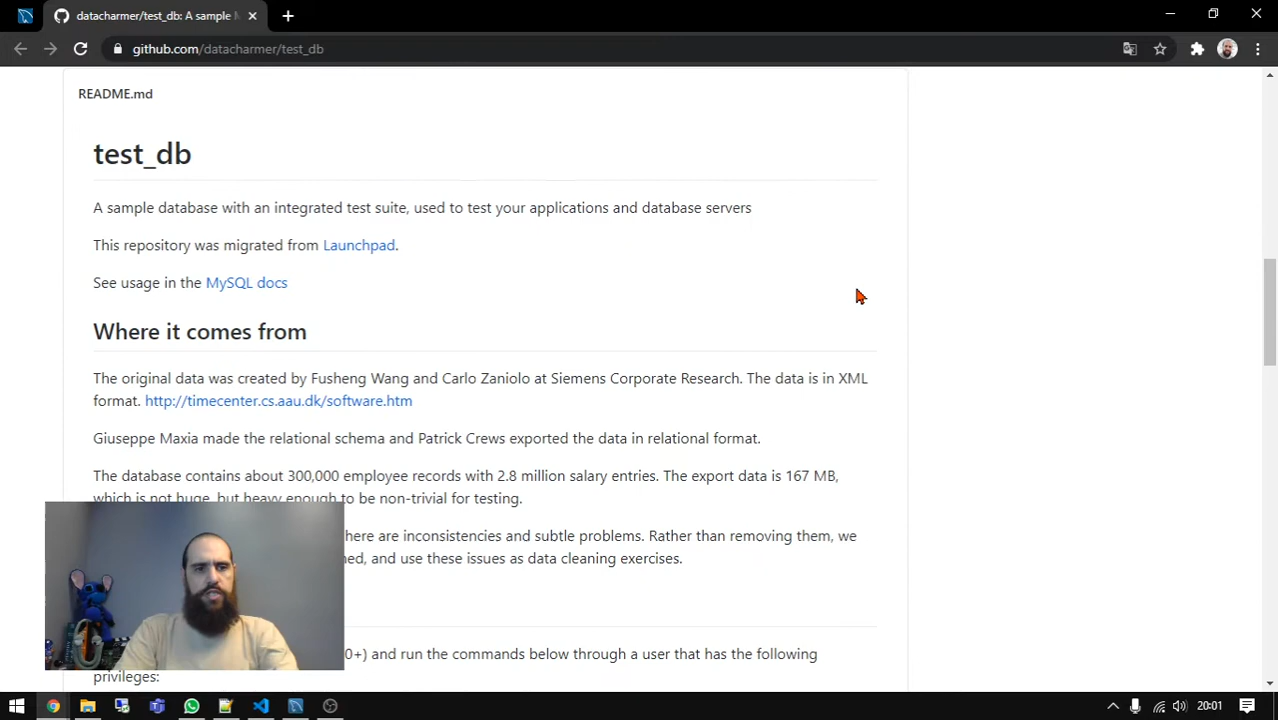 datacharmer/test_db: A sample
github.com/datacharmer/test_db
README.md
test_db
A sample database with an integrated test suite, used to test your applications and database servers
This repository was migrated from Launchpad.
See usage in the MySQL docs
Where it comes from
The original data was created by Fusheng Wang and Carlo Zaniolo at Siemens Corporate Research. The data is in XML
format. http://timecenter.cs.aau.dk/software.htm
Giuseppe Maxia made the relational schema and Patrick Crews exported the data in relational format.
The database contains about 300,000 employee records with 2.8 million salary entries. The export data is 167 MB,
which is not huge, but heavy enough to be non-trivial for testing.
here are inconsistencies and subtle problems. Rather than removing them, we
ned, and use these issues as data cleaning exercises.
0+) and run the commands below through a user that has the following
privileges:
20:01